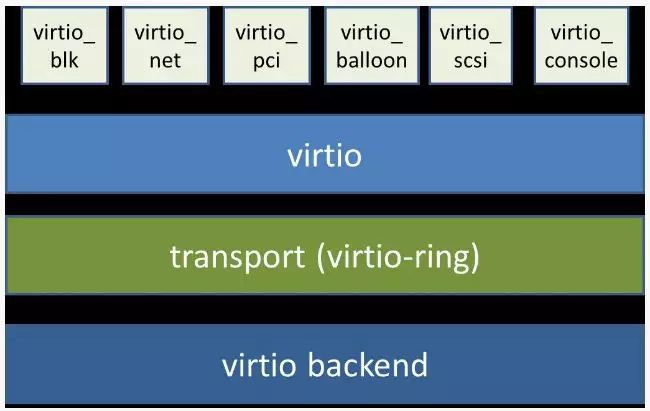 virtio_ virtio_ virtio_ virtio_ virtio_ virtio_
blk net pci balloon scsi console
virtio
transport (virtio-ring)
virtio backend